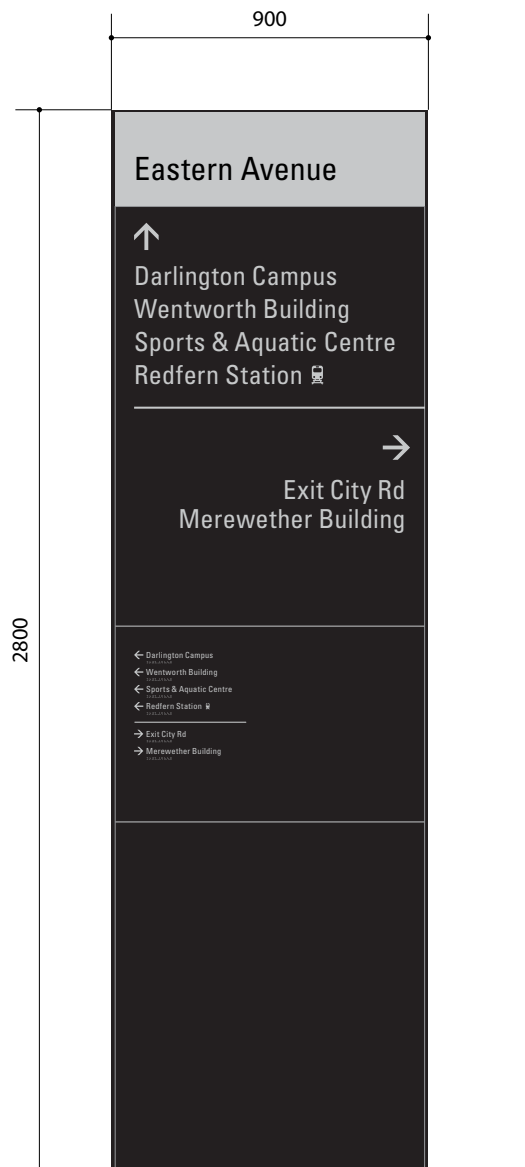 900
Eastern Avenue
Darlington Campus
Wentworth Building
Sports & Aquatic Centre
Redfern Station
Exit City Rd
Merewether Building
2800
Darlington Campus
Wentworth Building
Sports & Aquatic Centre
Redfern Station
Exit City Rd
Merewether Building